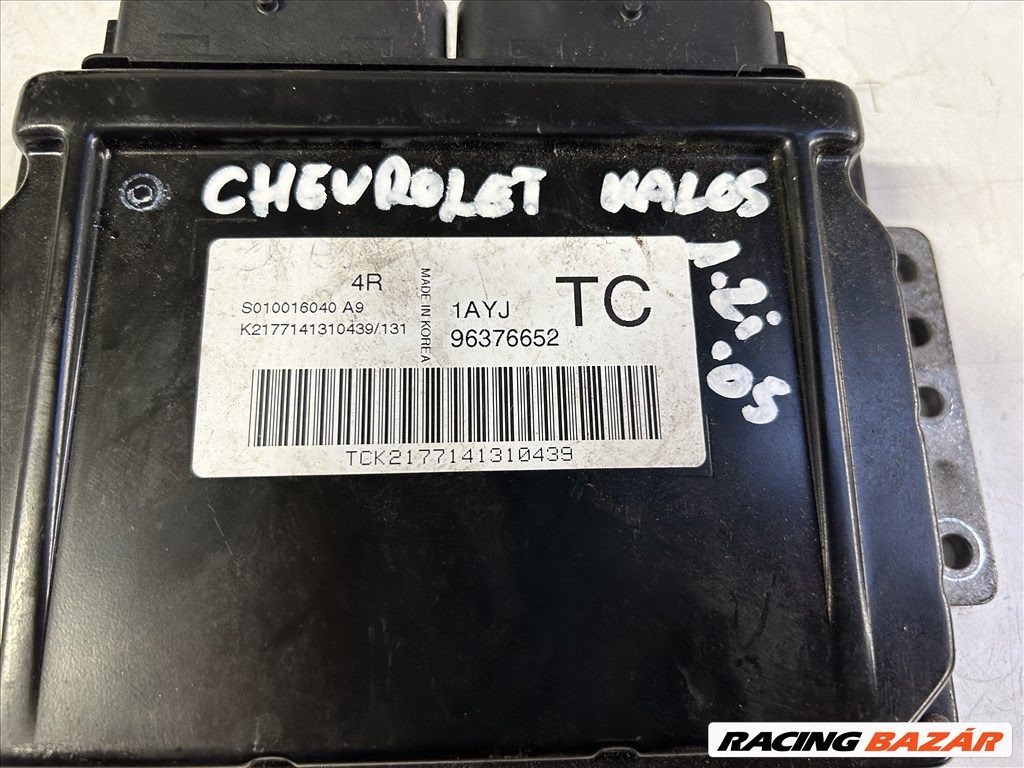 CHEVROLET KALOS
1.2i.05
4R
S010016040 A9
K2177141310439/131
MADE IN KOREA
1AYJ
96376652
TC
TCK2177141310439
RACING BAZÁR